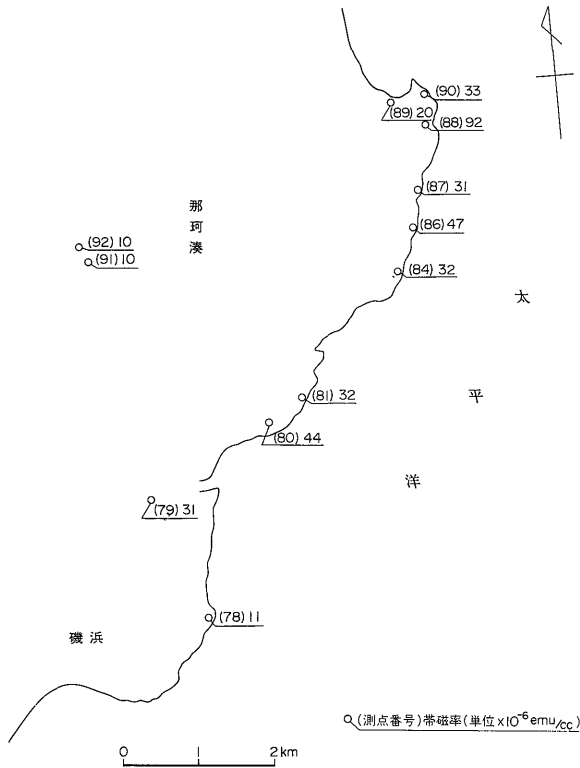 (90) 33
(89) 20
(88) 92
(87) 31
那珂湊
(86) 47
(92) 10
(91) 10
(84) 32
太平洋
(81) 32
(80) 44
(79) 31
(78) 11
磯浜
(測点番号) 帯磁率 (単位×10⁻⁶ emu/cc)
0 1 2 km